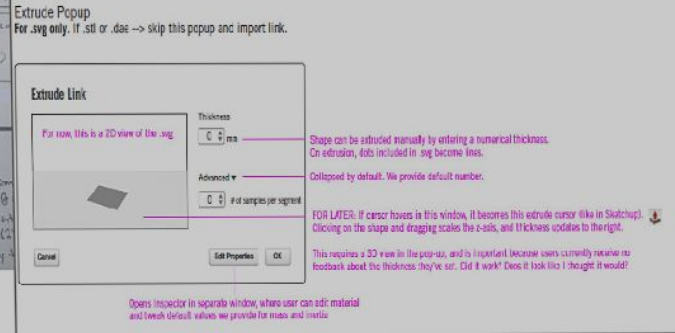 Extrude Popup
For .svg only. If .stl or .dae --> skip this popup and import link.
Extrude Link
For now, this is a 2D view of the .svg
Thickness
0 mm
Shape can be extruded manually by entering a numerical thickness.
On extrusion, dots included in .svg become lines.
Advanced ▾
Collapsed by default. We provide default number.
0 # of samples per segment
FOR LATER: If cursor hovers in this window, it becomes this extrude cursor (like in Sketchup).
Clicking on the shape and dragging scales the z-axis, and thickness updates to the right.
This requires a 3D view in the pop-up, and is important because users currently receive no
feedback about the thickness they've set. Did it work? Does it look like I thought it would?
Cancel
Edit Properties
OK
Opens Inspector in separate window, where user can edit material
and tweak default values we provide for mass and inertia